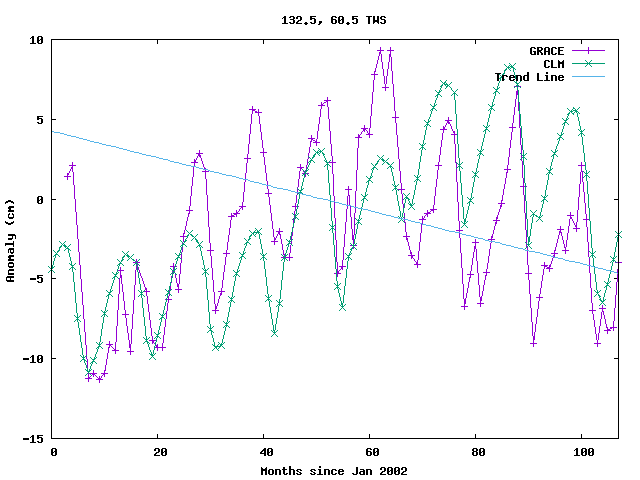 132.5, 60.5 TWS
GRACE
CLM
Trend Line
10
5
0
-5
-10
-15
Anomaly (cm)
0 20 40 60 80 100
Months since Jan 2002